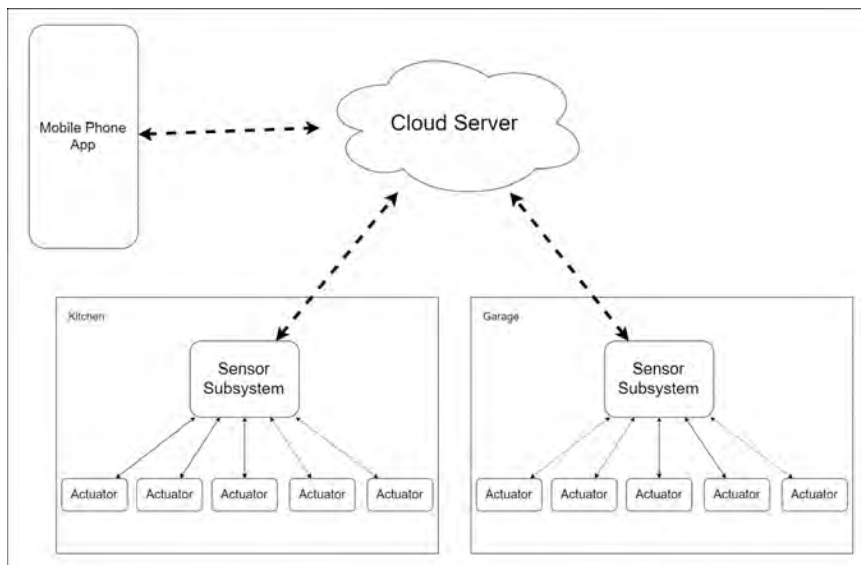 Mobile Phone
App
Cloud Server
Kitchen
Sensor
Subsystem
Actuator
Actuator
Actuator
Actuator
Actuator
Garage
Sensor
Subsystem
Actuator
Actuator
Actuator
Actuator
Actuator